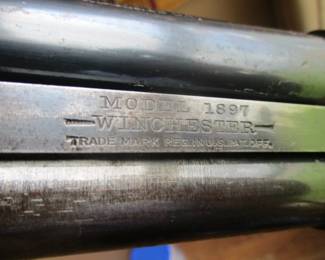 MODEL 1897
WINCHESTER
TRADE MARK REG. IN U.S. PAT. OFF.